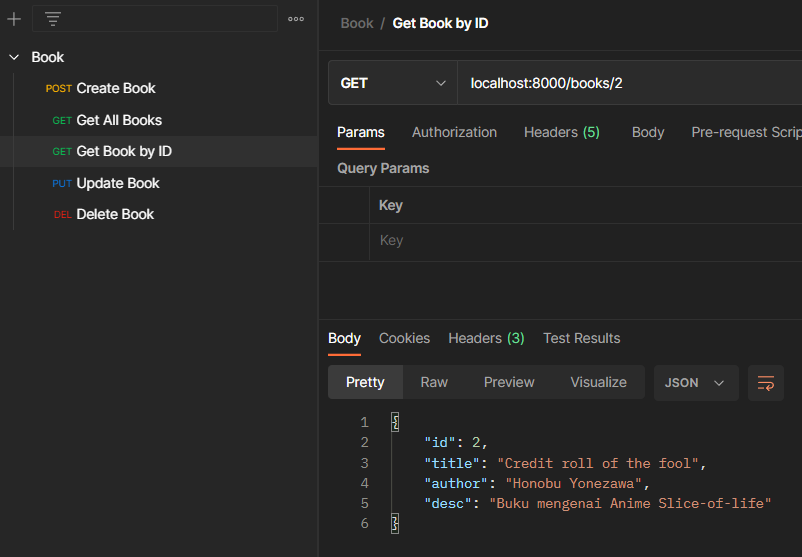 Book
POST Create Book
GET Get All Books
GET Get Book by ID
PUT Update Book
DEL Delete Book
Book / Get Book by ID
GET localhost:8000/books/2
Params Authorization Headers (5) Body Pre-request Scrip
Query Params
Key
Key
Body Cookies Headers (3) Test Results
Pretty Raw Preview Visualize JSON
1 {
2 "id": 2,
3 "title": "Credit roll of the fool",
4 "author": "Honobu Yonezawa",
5 "desc": "Buku mengenai Anime Slice-of-life"
6 }